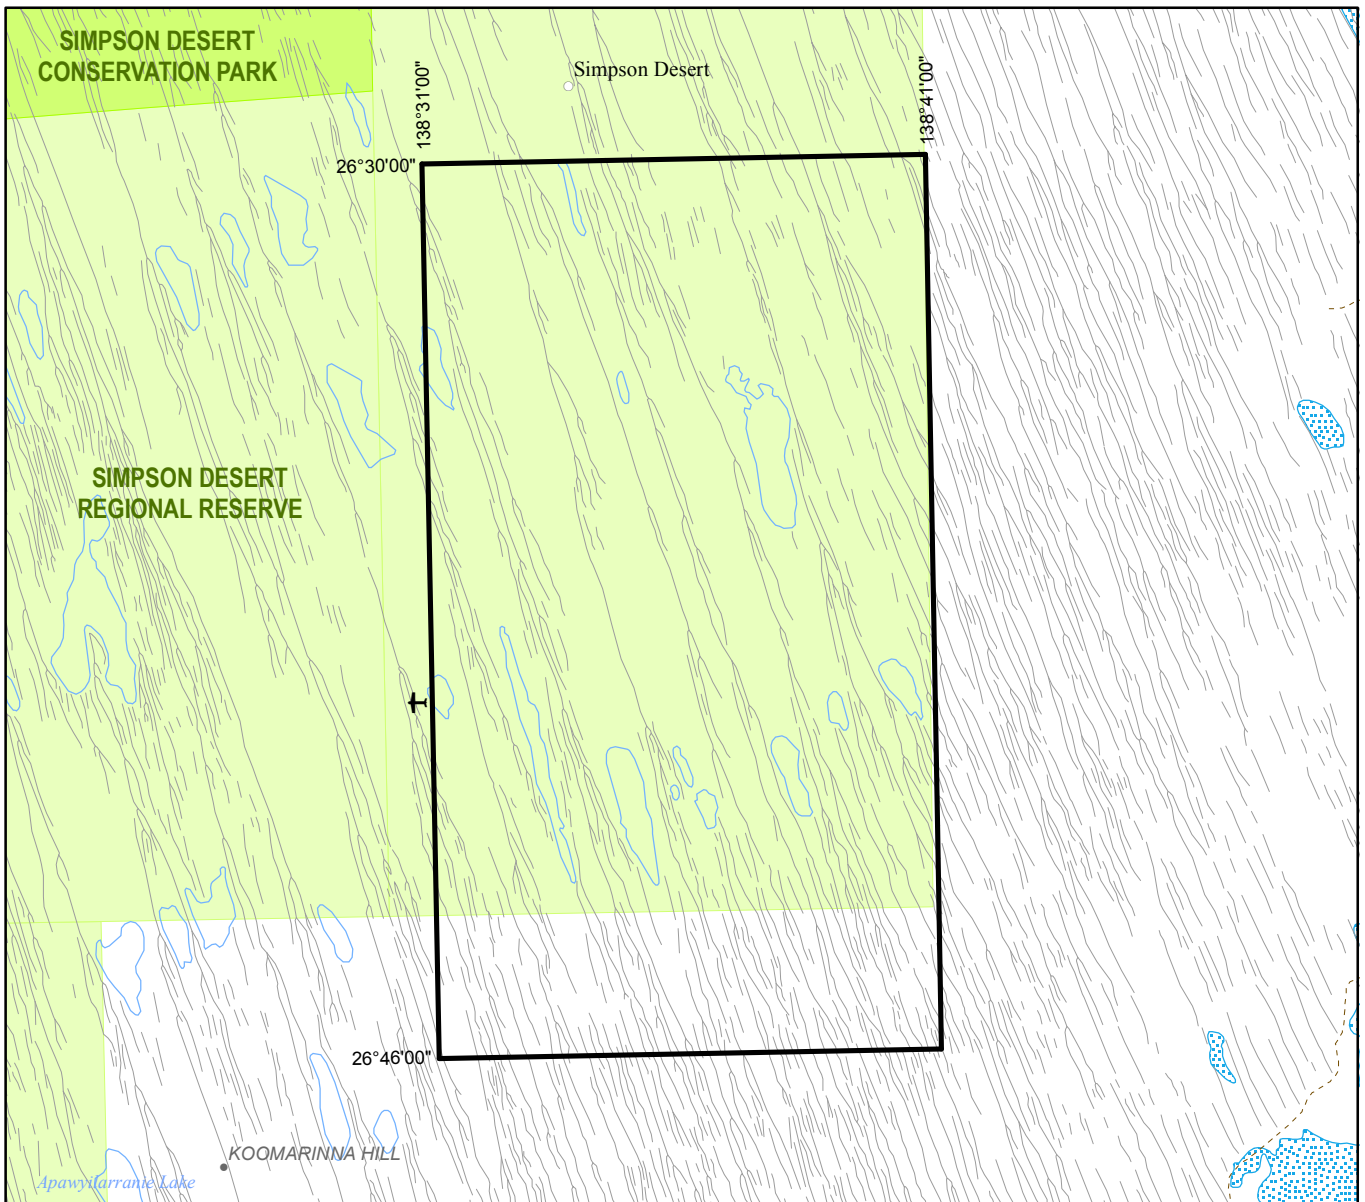 SIMPSON DESERT
CONSERVATION PARK
Simpson Desert
138°31'00"
138°41'00"
26°30'00"
SIMPSON DESERT
REGIONAL RESERVE
26°46'00"
KOOMARINNA HILL
Apawyilarranie Lake